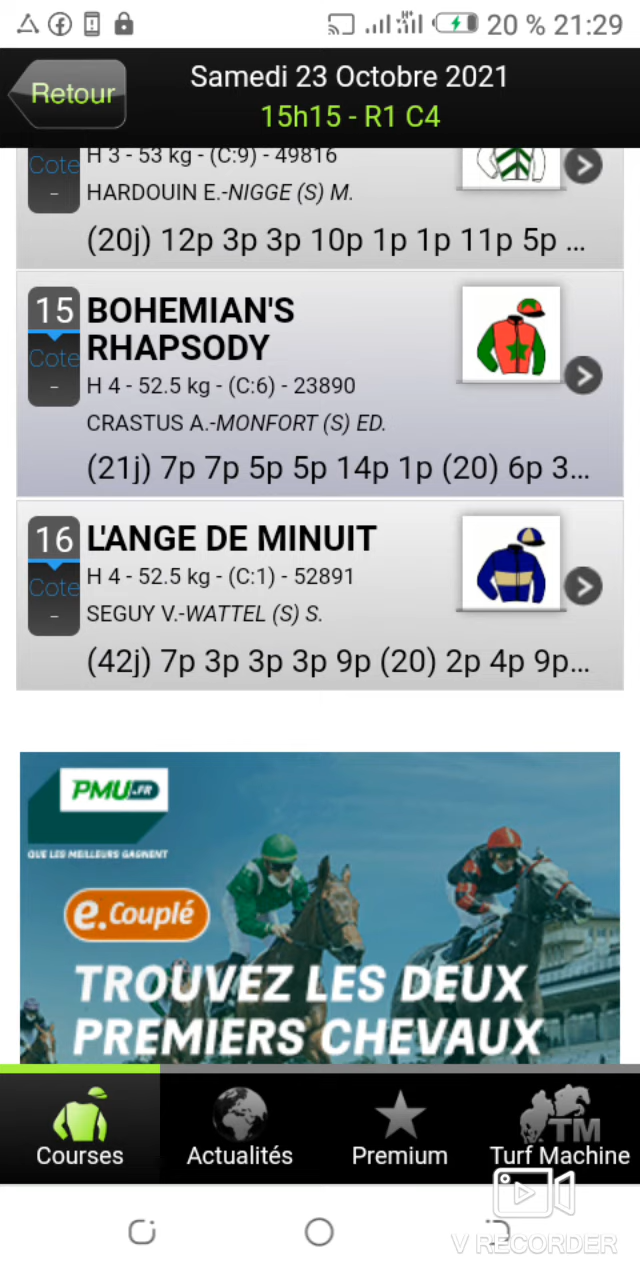 20 % 21:29
Retour
Samedi 23 Octobre 2021
15h15 - R1 C4
Cote
-
H 3 - 53 kg - (C:9) - 49816
HARDOUIN E.-NIGGE (S) M.
(20j) 12p 3p 3p 10p 1p 1p 11p 5p ...
15
Cote
-
BOHEMIAN'S
RHAPSODY
H 4 - 52.5 kg - (C:6) - 23890
CRASTUS A.-MONFORT (S) ED.
(21j) 7p 7p 5p 5p 14p 1p (20) 6p 3...
16
Cote
-
L'ANGE DE MINUIT
H 4 - 52.5 kg - (C:1) - 52891
SEGUY V.-WATTEL (S) S.
(42j) 7p 3p 3p 3p 9p (20) 2p 4p 9p...
PMU.FR
QUE LES MEILLEURS GAGNENT
e.Couplé
TROUVEZ LES DEUX
PREMIERS CHEVAUX
TM
Courses
Actualités
Premium
Turf Machine
V RECORDER